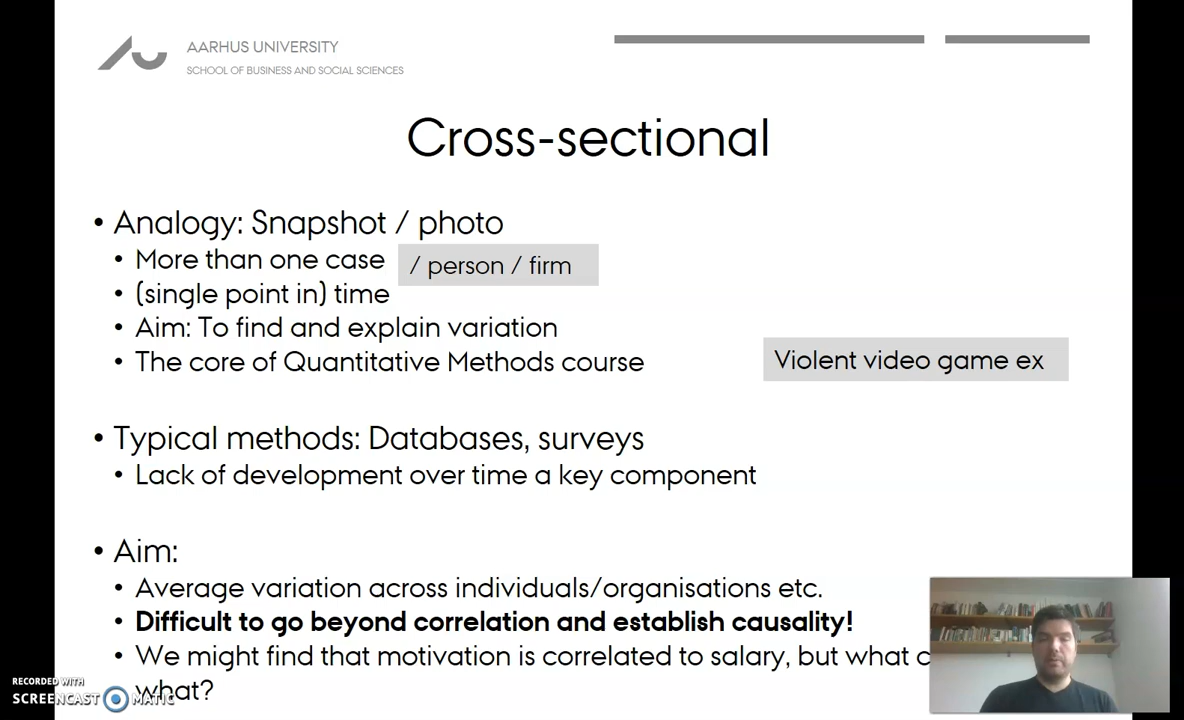 AARHUS UNIVERSITY
SCHOOL OF BUSINESS AND SOCIAL SCIENCES
Cross-sectional
• Analogy: Snapshot / photo
• More than one case / person / firm
• (single point in) time
• Aim: To find and explain variation
• The core of Quantitative Methods course
Violent video game ex
• Typical methods: Databases, surveys
• Lack of development over time a key component
• Aim:
• Average variation across individuals/organisations etc.
• Difficult to go beyond correlation and establish causality!
• We might find that motivation is correlated to salary, but what
what?
RECORDED WITH
SCREENCAST MATIC